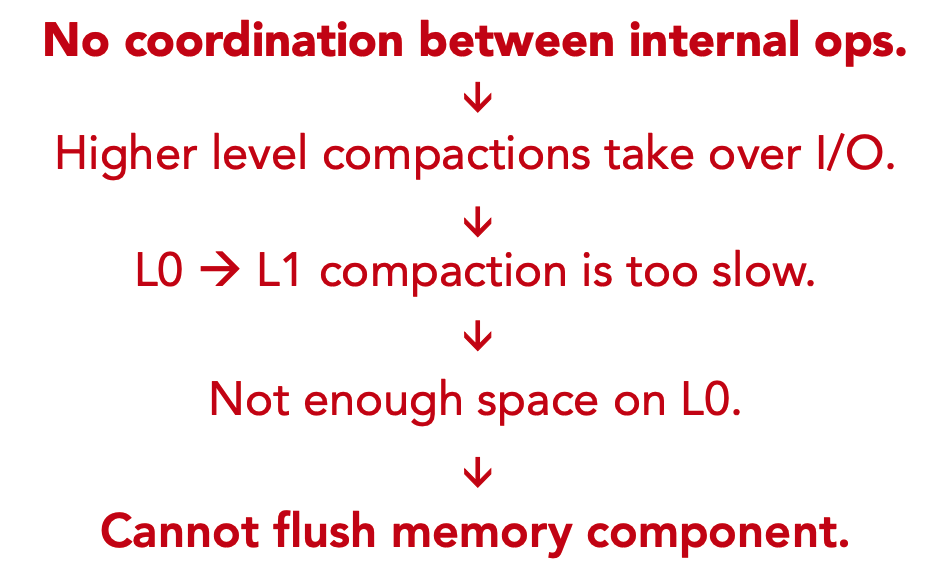 No coordination between internal ops.
↓
Higher level compactions take over I/O.
↓
L0 → L1 compaction is too slow.
↓
Not enough space on L0.
↓
Cannot flush memory component.